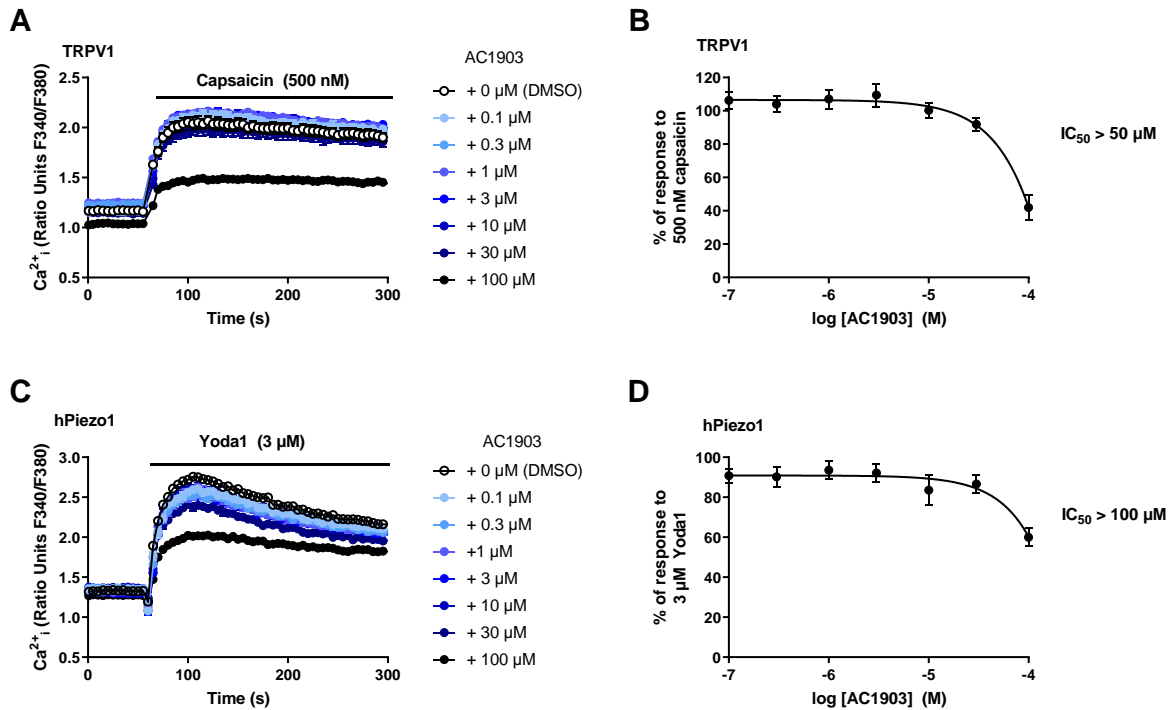 A
TRPV1
Capsaicin (500 nM)
Ca²⁺ᵢ (Ratio Units F340/F380)
2.5
2.0
1.5
1.0
0.5
0
100
200
300
Time (s)
AC1903
+ 0 µM (DMSO)
+ 0.1 µM
+ 0.3 µM
+ 1 µM
+ 3 µM
+ 10 µM
+ 30 µM
+ 100 µM
B
TRPV1
% of response to
500 nM capsaicin
120
100
80
60
40
20
0
-7
-6
-5
-4
log [AC1903] (M)
IC₅₀ > 50 µM
C
hPiezo1
Yoda1 (3 µM)
Ca²⁺ᵢ (Ratio Units F340/F380)
3.0
2.5
2.0
1.5
1.0
0.5
0
100
200
300
Time (s)
AC1903
+ 0 µM (DMSO)
+ 0.1 µM
+ 0.3 µM
+1 µM
+ 3 µM
+ 10 µM
+ 30 µM
+ 100 µM
D
hPiezo1
% of response to
3 µM Yoda1
100
80
60
40
20
0
-7
-6
-5
-4
log [AC1903] (M)
IC₅₀ > 100 µM